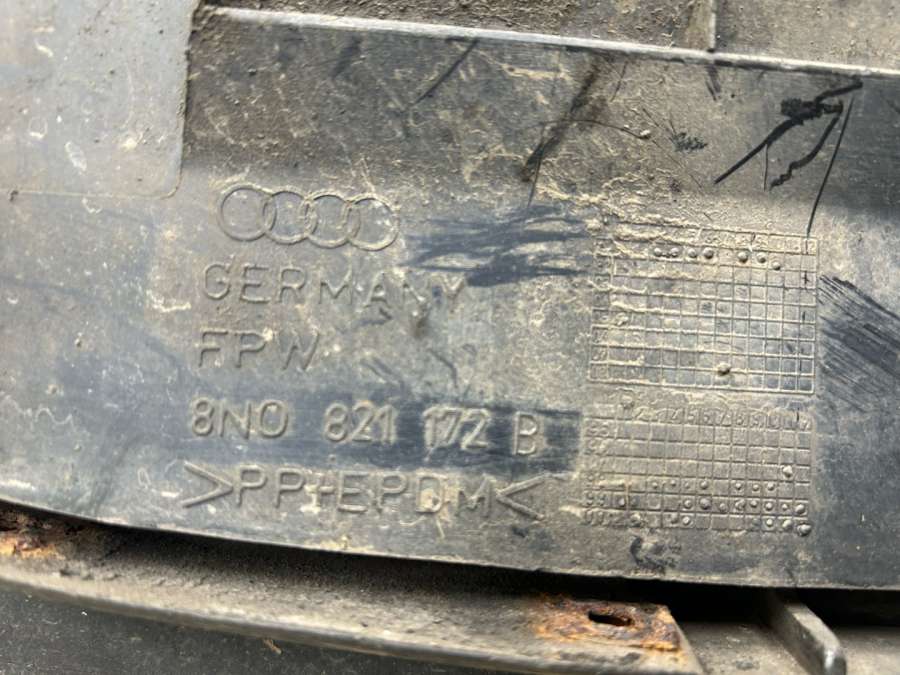 GERMANY
FPW
8N0 821 172 B
>PP+EPDM<